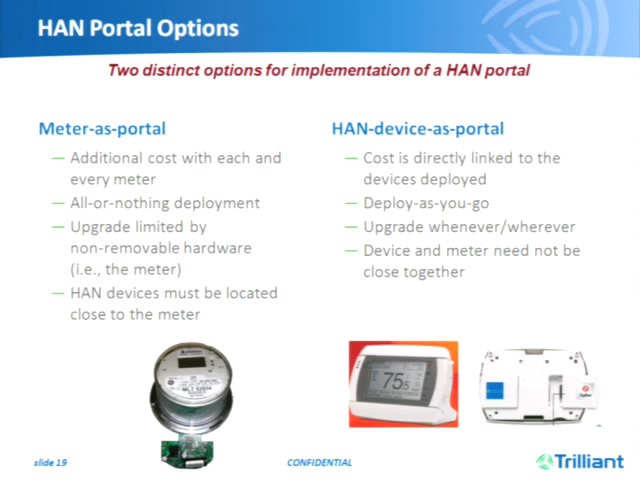 HAN Portal Options
Two distinct options for implementation of a HAN portal
Meter-as-portal
— Additional cost with each and
every meter
— All-or-nothing deployment
— Upgrade limited by
non-removable hardware
(i.e., the meter)
— HAN devices must be located
close to the meter
HAN-device-as-portal
— Cost is directly linked to the
devices deployed
— Deploy-as-you-go
— Upgrade whenever/wherever
— Device and meter need not be
close together
75
slide 19
CONFIDENTIAL
Trilliant